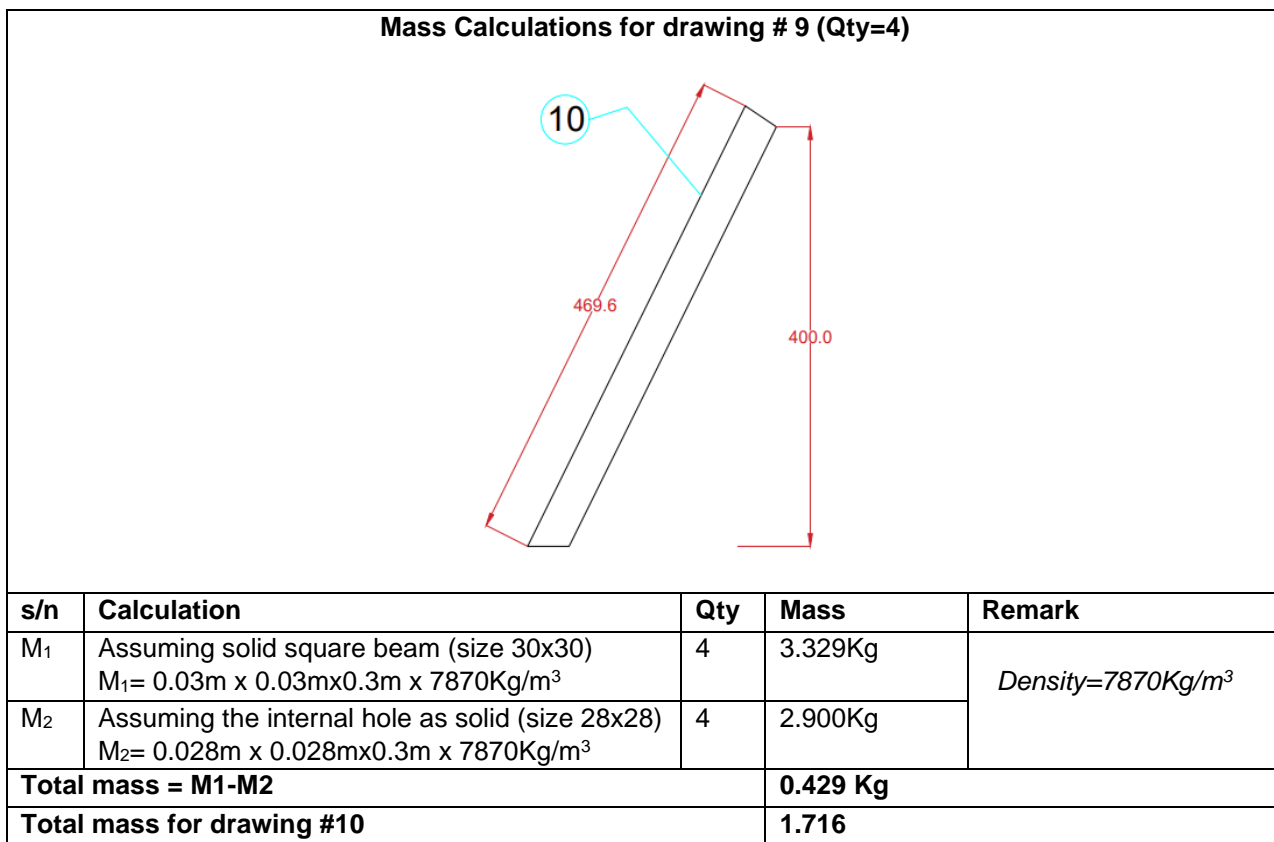 Mass Calculations for drawing # 9 (Qty=4)
10
469.6
400.0
s/n Calculation Qty Mass Remark
M1 Assuming solid square beam (size 30x30) 4 3.329Kg
M1= 0.03m x 0.03mx0.3m x 7870Kg/m³ Density=7870Kg/m³
M2 Assuming the internal hole as solid (size 28x28) 4 2.900Kg
M2= 0.028m x 0.028mx0.3m x 7870Kg/m³
Total mass = M1-M2 0.429 Kg
Total mass for drawing #10 1.716